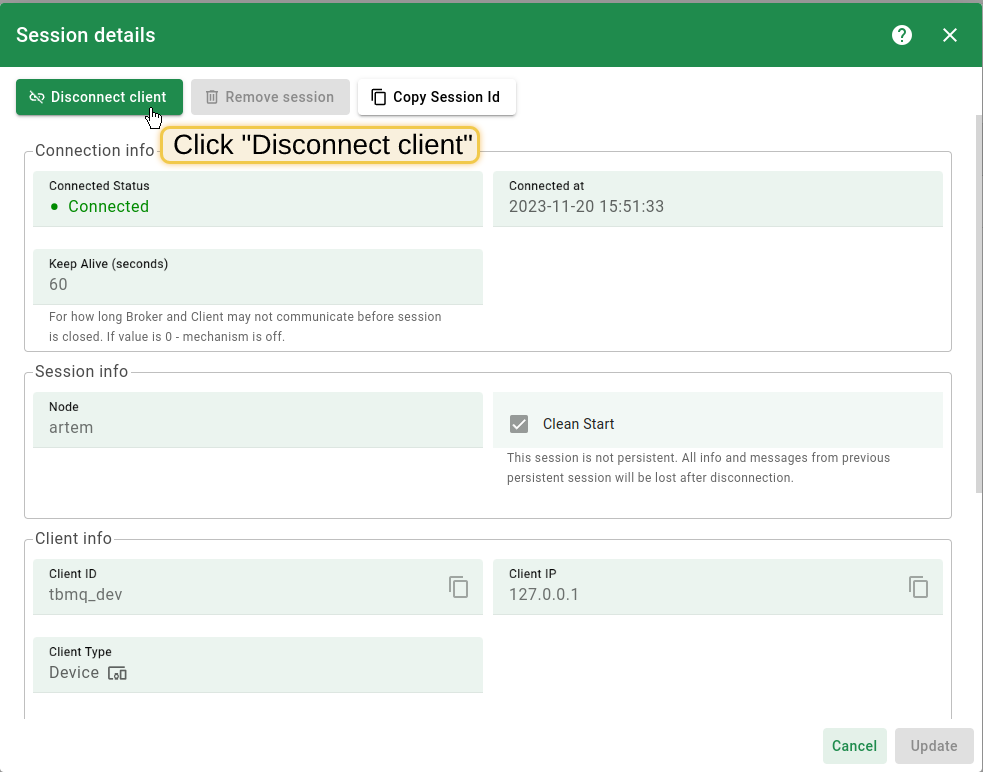 Session details
Disconnect client
Remove session
Copy Session Id
Click "Disconnect client"
Connection info
Connected Status
Connected
Connected at
2023-11-20 15:51:33
Keep Alive (seconds)
60
For how long Broker and Client may not communicate before session
is closed. If value is 0 - mechanism is off.
Session info
Node
artem
Clean Start
This session is not persistent. All info and messages from previous
persistent session will be lost after disconnection.
Client info
Client ID
tbmq_dev
Client IP
127.0.0.1
Client Type
Device
Cancel
Update